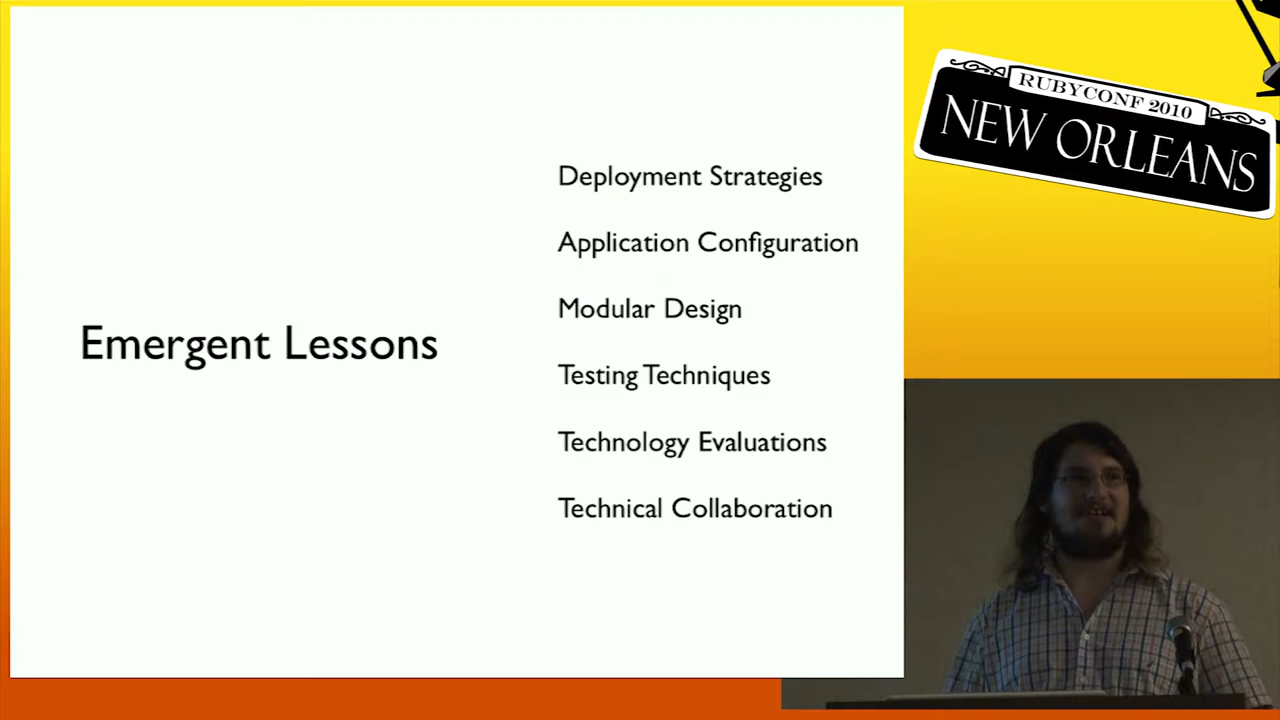 Emergent Lessons
Deployment Strategies
Application Configuration
Modular Design
Testing Techniques
Technology Evaluations
Technical Collaboration
RUBYCONF 2010
NEW ORLEANS